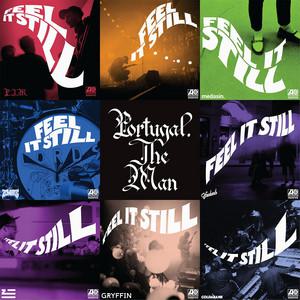 FEEL
IT STILL
P.T.M.
FEEL
IT STILL
FEEL IT
STILL
medasin.
FEEL
IT STILL
Portugal.
The
Man
FEEL
IT STILL
FEEL IT STILL
FEEL IT STILL
GRYFFIN
FEEL IT STILL